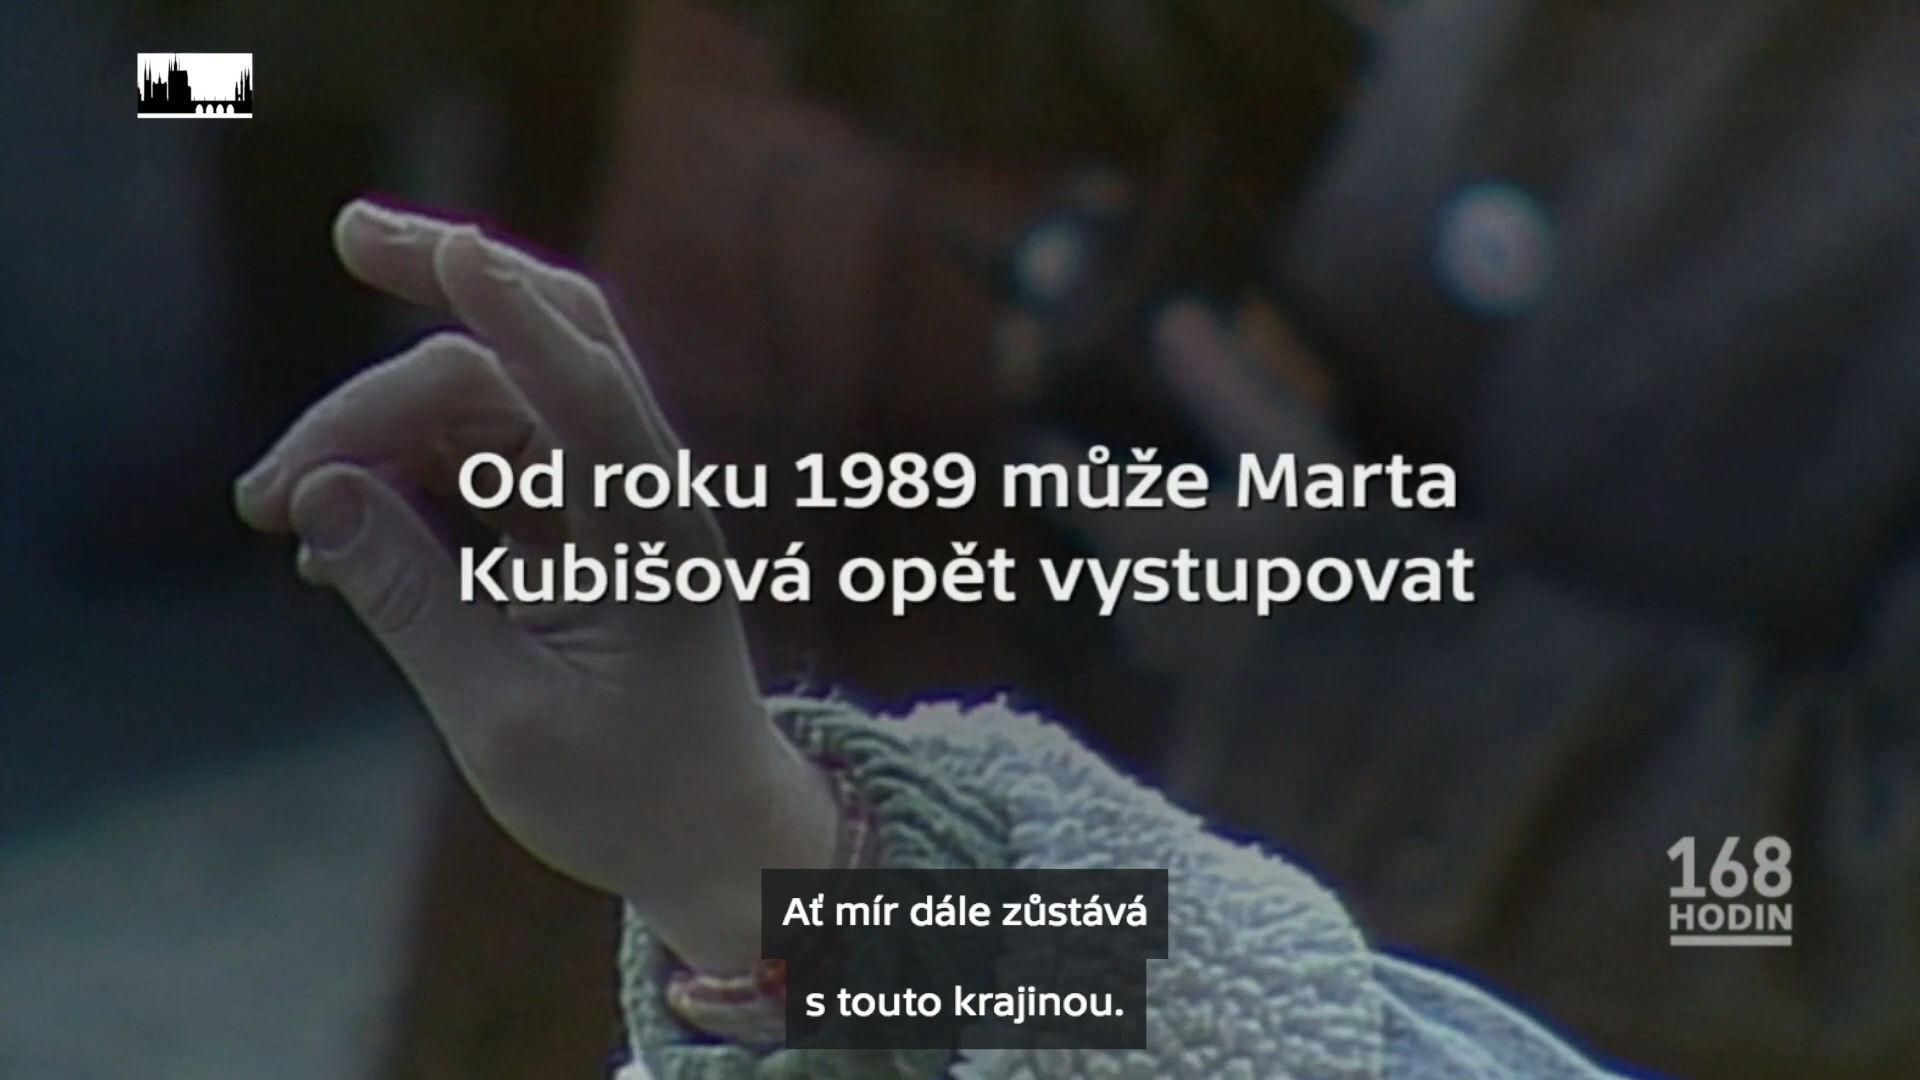 Od roku 1989 může Marta
Kubišová opět vystupovat
168
HODIN
Ať mír dále zůstává
s touto krajinou.